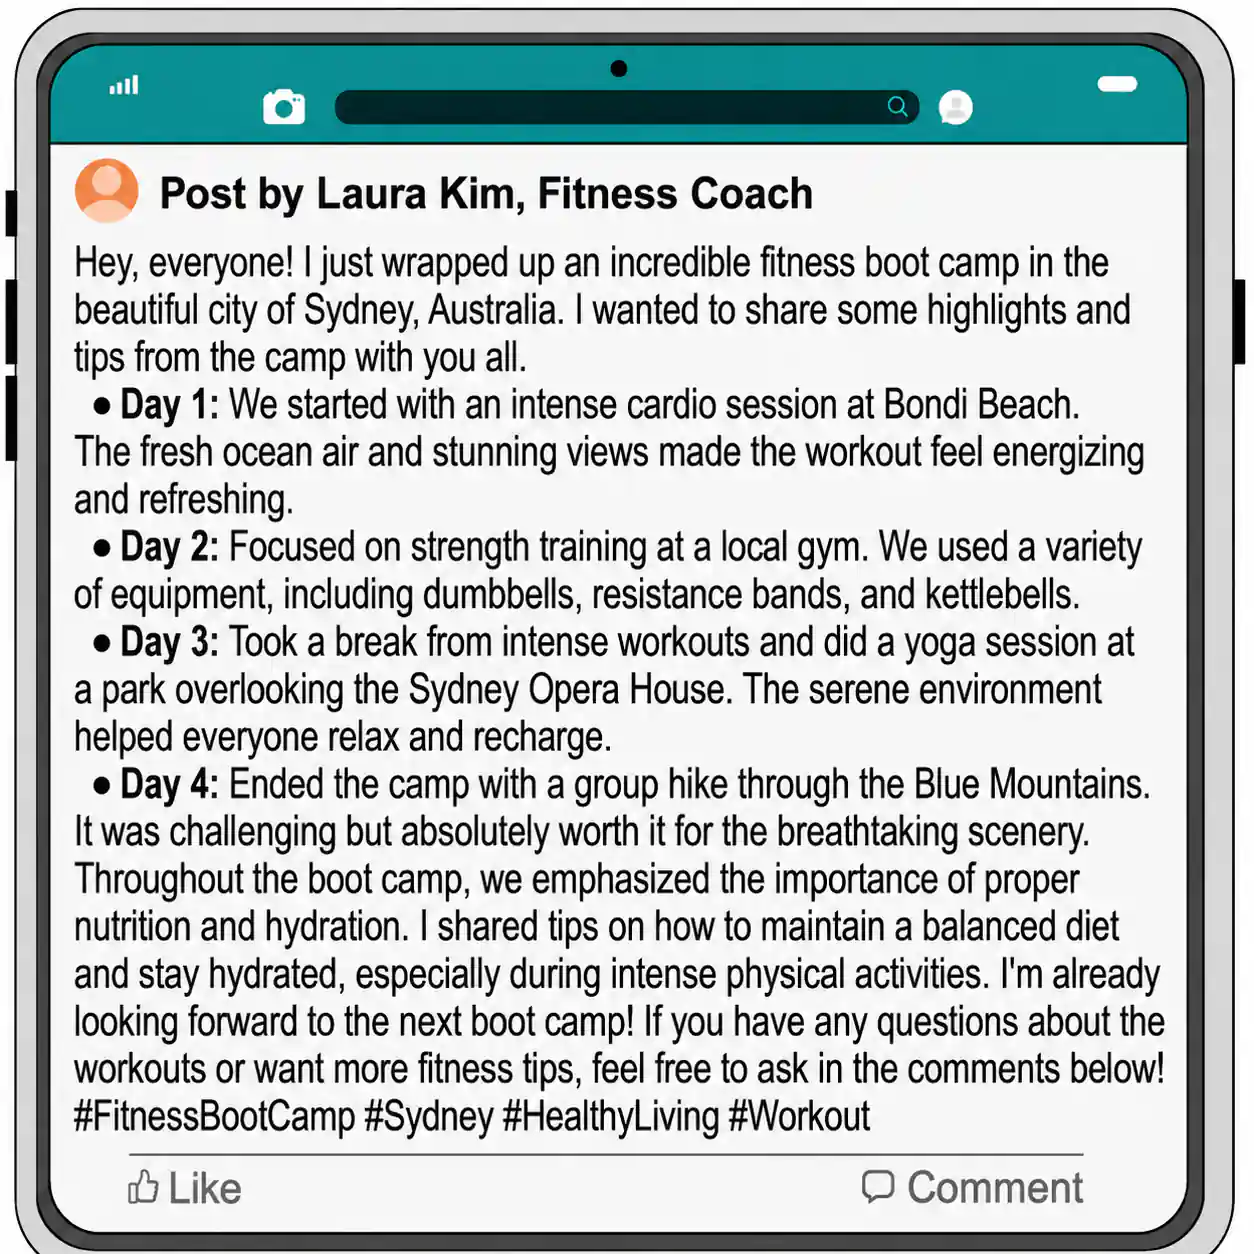 Post by Laura Kim, Fitness Coach
Hey, everyone! I just wrapped up an incredible fitness boot camp in the
beautiful city of Sydney, Australia. I wanted to share some highlights and
tips from the camp with you all.
● Day 1: We started with an intense cardio session at Bondi Beach.
The fresh ocean air and stunning views made the workout feel energizing
and refreshing.
● Day 2: Focused on strength training at a local gym. We used a variety
of equipment, including dumbbells, resistance bands, and kettlebells.
● Day 3: Took a break from intense workouts and did a yoga session at
a park overlooking the Sydney Opera House. The serene environment
helped everyone relax and recharge.
● Day 4: Ended the camp with a group hike through the Blue Mountains.
It was challenging but absolutely worth it for the breathtaking scenery.
Throughout the boot camp, we emphasized the importance of proper
nutrition and hydration. I shared tips on how to maintain a balanced diet
and stay hydrated, especially during intense physical activities. I'm already
looking forward to the next boot camp! If you have any questions about the
workouts or want more fitness tips, feel free to ask in the comments below!
#FitnessBootCamp #Sydney #HealthyLiving #Workout
Like Comment